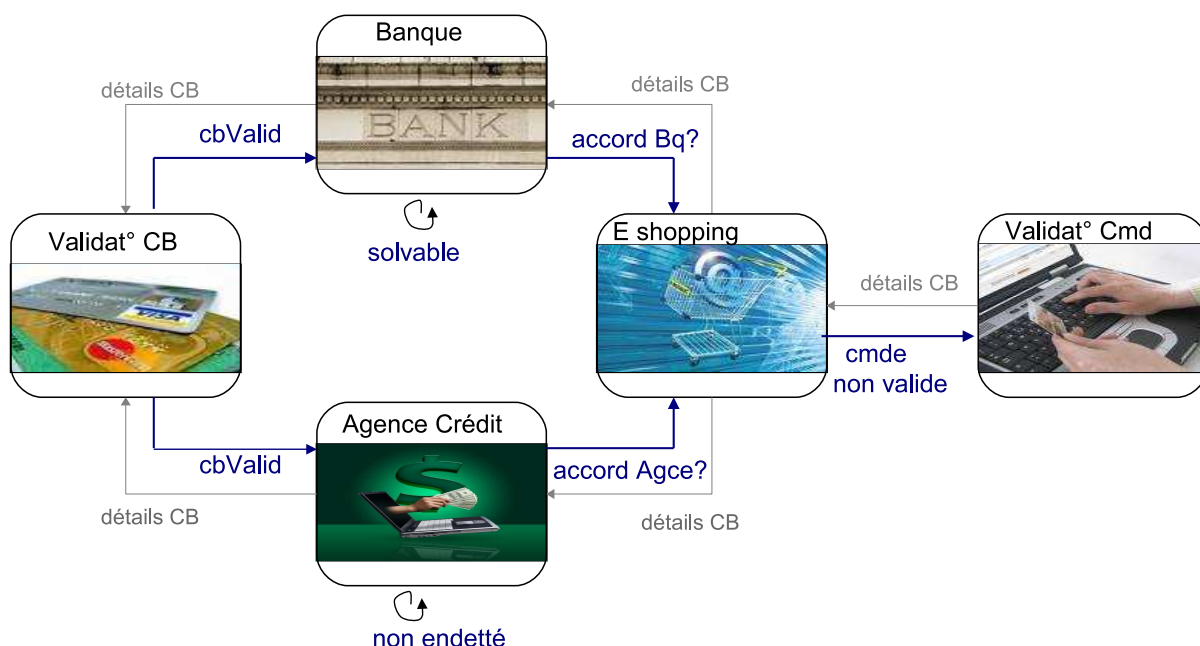 Banque
BANK
détails CB
détails CB
cbValid
accord Bq?
solvable
Validat° CB
VISA
MasterCard
E shopping
Validat° Cmd
détails CB
cmde
non valide
Agence Crédit
cbValid
accord Agce?
détails CB
détails CB
non endetté